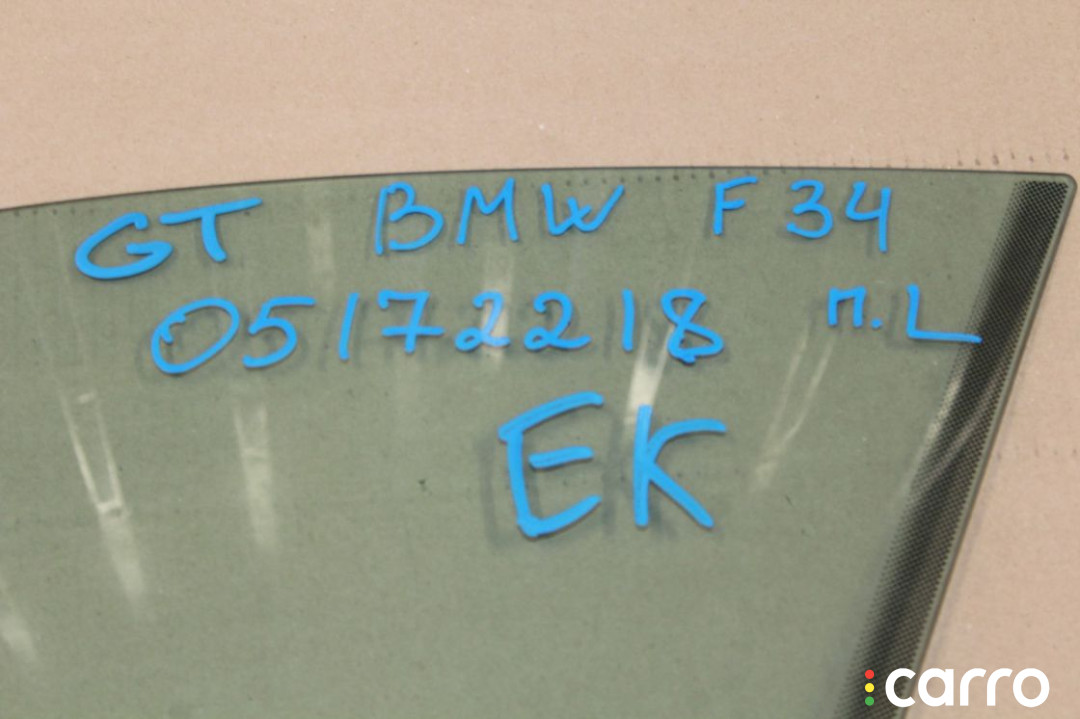 GT BMW F34
05172218 п.L
EK
carro